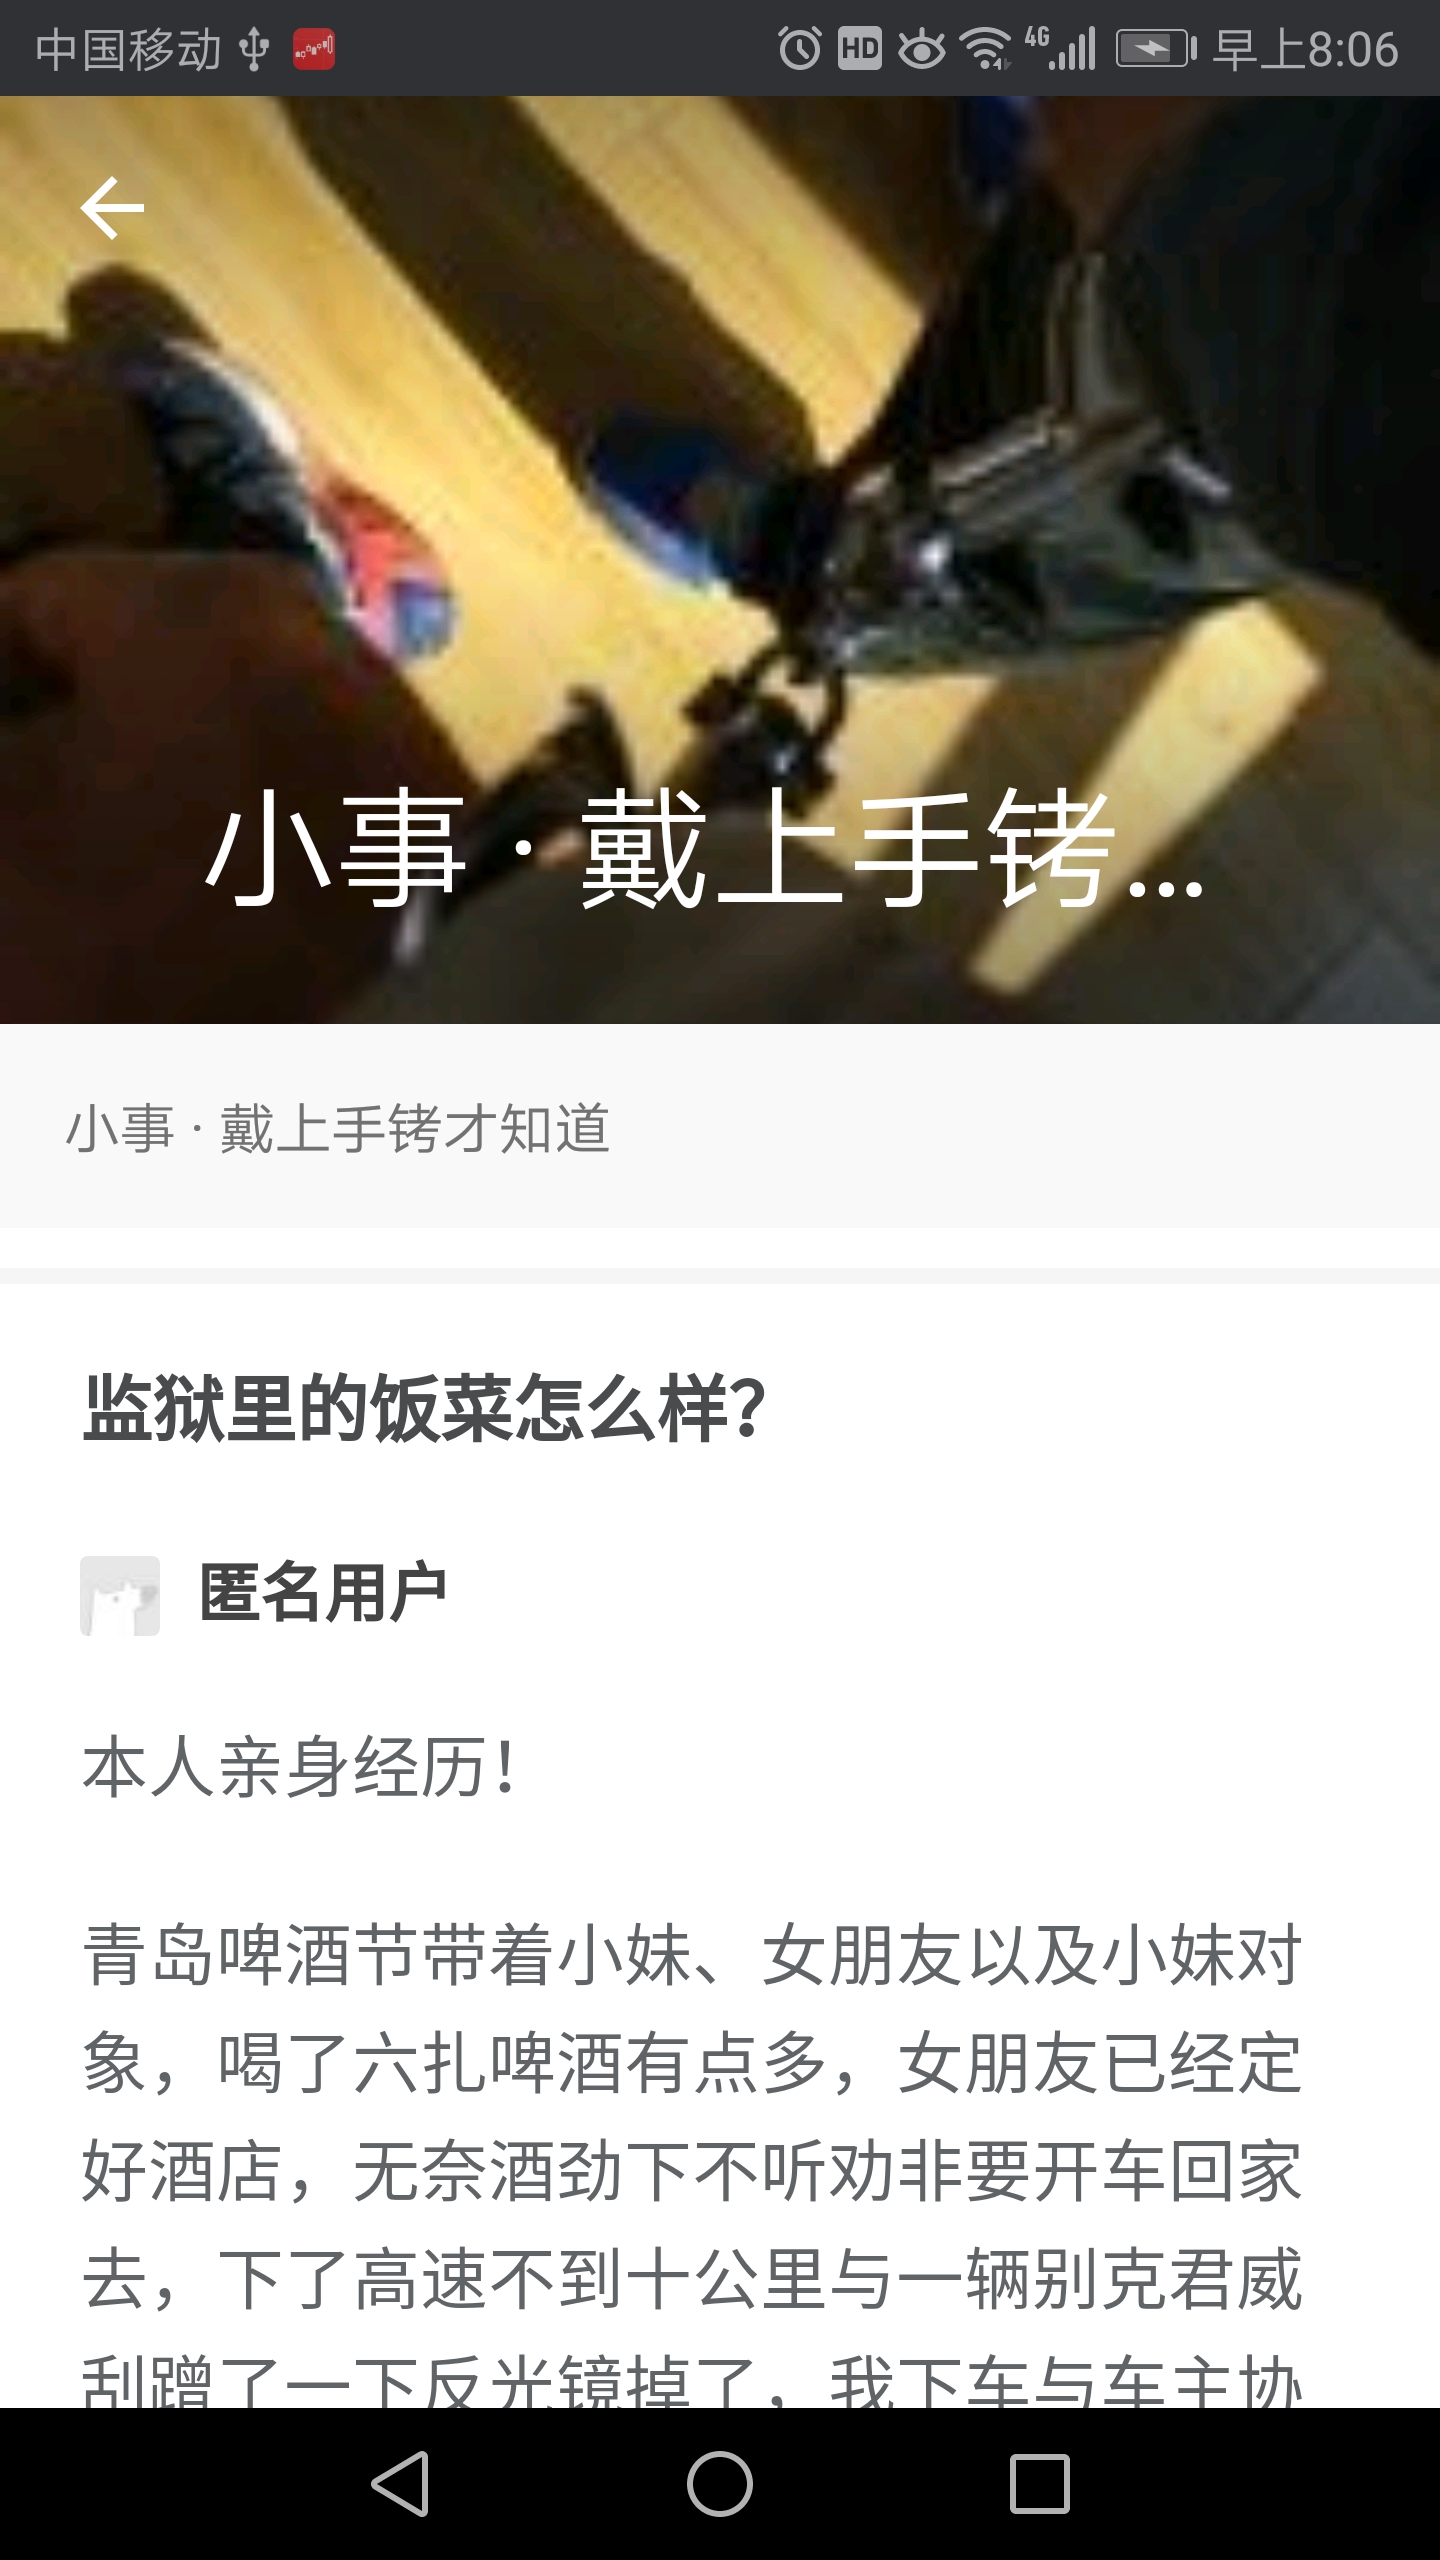 中国移动 HD 4G 早上8:06
小事 · 戴上手铐...
小事 · 戴上手铐才知道
监狱里的饭菜怎么样？
匿名用户
本人亲身经历！
青岛啤酒节带着小妹、女朋友以及小妹对
象，喝了六扎啤酒有点多，女朋友已经定
好酒店，无奈酒劲下不听劝非要开车回家
去，下了高速不到十公里与一辆别克君威
刮蹭了一下反光镜掉了，我下车与车主协